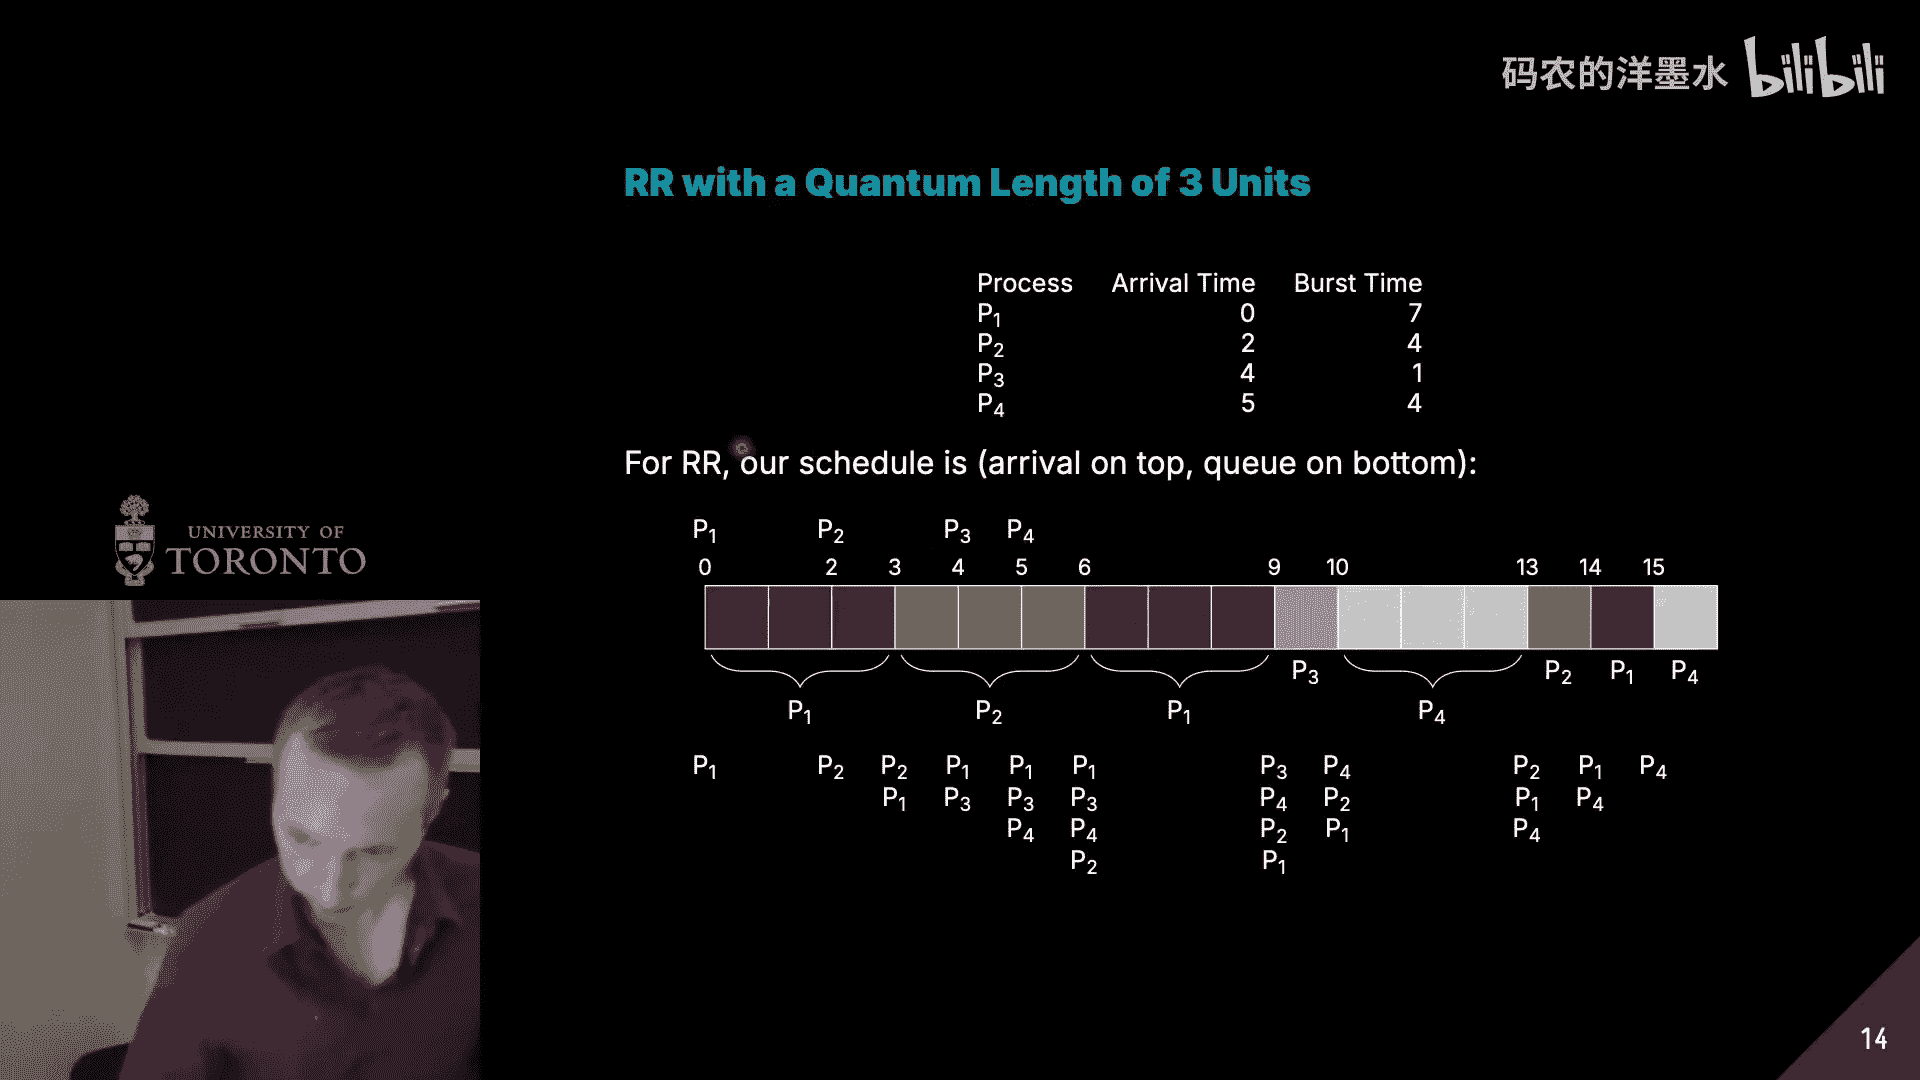 码农的洋墨水 bilibili
RR with a Quantum Length of 3 Units
Process Arrival Time Burst Time
P1 0 7
P2 2 4
P3 4 1
P4 5 4
For RR, our schedule is (arrival on top, queue on bottom):
P1 P2 P3 P4
0 2 3 4 5 6 9 10 13 14 15
P3 P2 P1 P4
P1 P2 P1 P4
P1 P2 P2 P1 P1 P1 P3 P4 P2 P1 P4
P1 P3 P3 P3 P4 P2 P1 P4
P4 P4 P2 P1 P4
P2 P1
UNIVERSITY OF
TORONTO
14